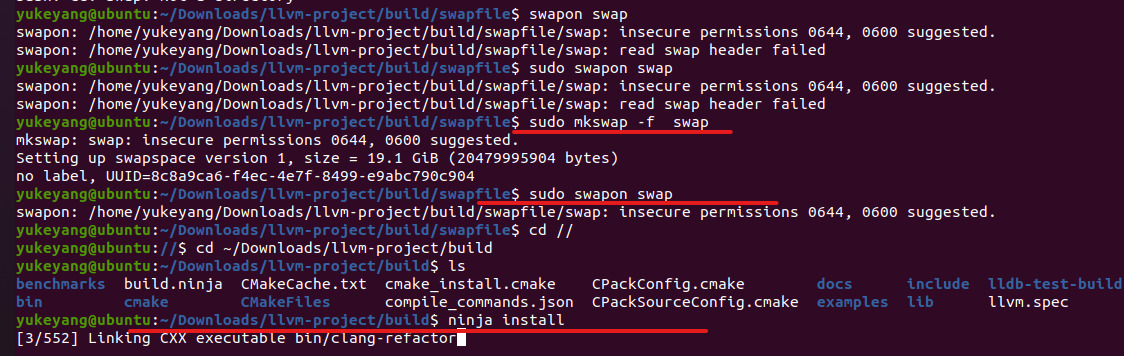 yukeyang@ubuntu:~/Downloads/llvm-project/build/swapfile$ swapon swap
swapon: /home/yukeyang/Downloads/llvm-project/build/swapfile/swap: insecure permissions 0644, 0600 suggested.
swapon: /home/yukeyang/Downloads/llvm-project/build/swapfile/swap: read swap header failed
yukeyang@ubuntu:~/Downloads/llvm-project/build/swapfile$ sudo swapon swap
swapon: /home/yukeyang/Downloads/llvm-project/build/swapfile/swap: insecure permissions 0644, 0600 suggested.
swapon: /home/yukeyang/Downloads/llvm-project/build/swapfile/swap: read swap header failed
yukeyang@ubuntu:~/Downloads/llvm-project/build/swapfile$ sudo mkswap -f  swap
mkswap: swap: insecure permissions 0644, 0600 suggested.
Setting up swapspace version 1, size = 19.1 GiB (20479995904 bytes)
no label, UUID=8c8a9ca6-f4ec-4e7f-8499-e9abc790c904
yukeyang@ubuntu:~/Downloads/llvm-project/build/swapfile$ sudo swapon swap
swapon: /home/yukeyang/Downloads/llvm-project/build/swapfile/swap: insecure permissions 0644, 0600 suggested.
yukeyang@ubuntu:~/Downloads/llvm-project/build/swapfile$ cd //
yukeyang@ubuntu://$ cd ~/Downloads/llvm-project/build
yukeyang@ubuntu:~/Downloads/llvm-project/build$ ls
benchmarks  build.ninja  CMakeCache.txt  cmake_install.cmake  CPackConfig.cmake  docs  include  lldb-test-build
bin  cmake  CMakeFiles  compile_commands.json  CPackSourceConfig.cmake  examples  lib  llvm.spec
yukeyang@ubuntu:~/Downloads/llvm-project/build$ ninja install
[3/552] Linking CXX executable bin/clang-refactor